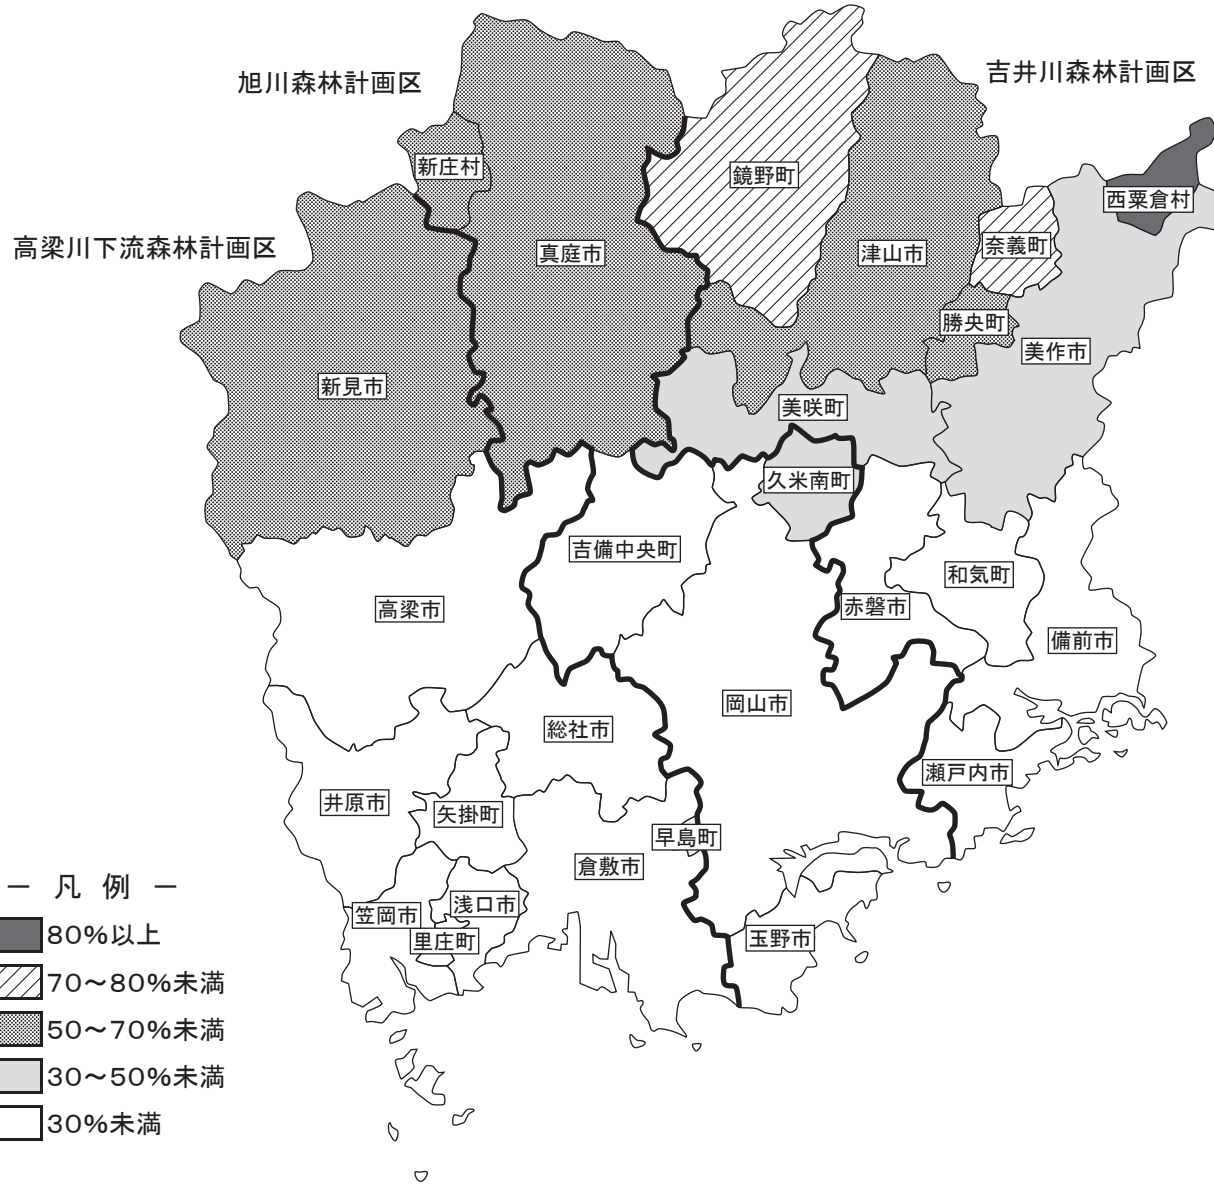 旭川森林計画区
吉井川森林計画区
新庄村
鏡野町
西粟倉村
高梁川下流森林計画区
真庭市
津山市
奈義町
勝央町
美作市
新見市
美咲町
久米南町
吉備中央町
和気町
高梁市
赤磐市
備前市
岡山市
総社市
瀬戸内市
井原市
矢掛町
早島町
倉敷市
笠岡市
浅口市
里庄町
玉野市
― 凡 例 ―
80%以上
70〜80%未満
50〜70%未満
30〜50%未満
30%未満